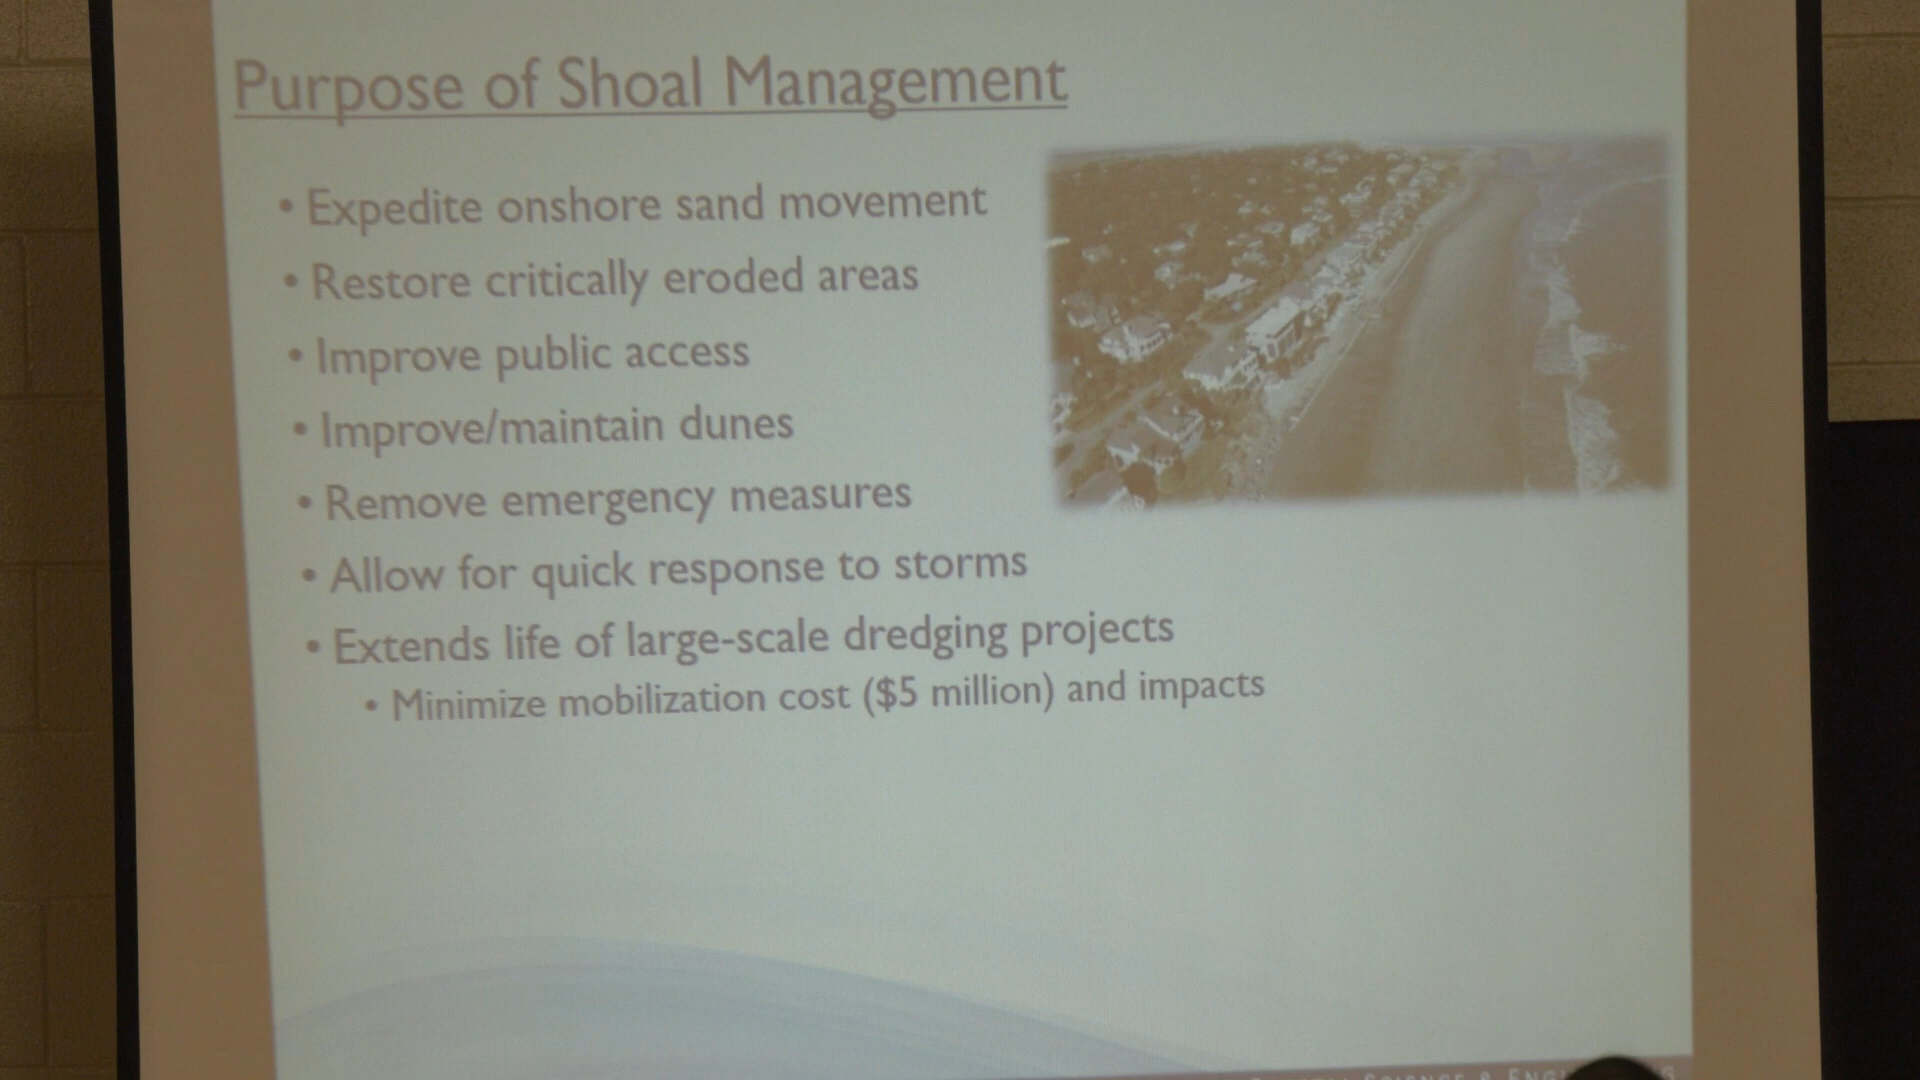 Purpose of Shoal Management
• Expedite onshore sand movement
• Restore critically eroded areas
• Improve public access
• Improve/maintain dunes
• Remove emergency measures
• Allow for quick response to storms
• Extends life of large-scale dredging projects
• Minimize mobilization cost ($5 million) and impacts
SCIENCE &